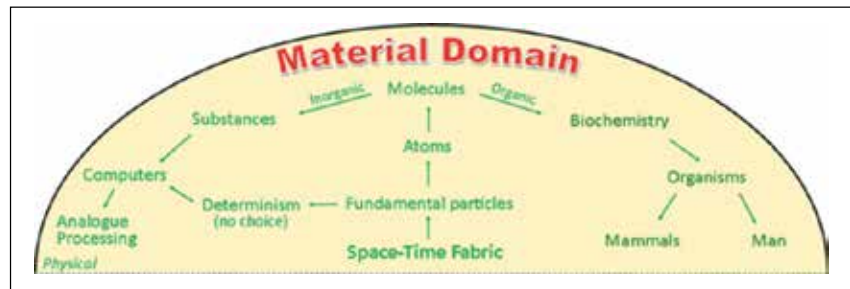 Material Domain
Inorganic Molecules Organic
Substances
Biochemistry
Atoms
Computers
Organisms
Determinism Fundamental particles
(no choice)
Analogue
Processing
Mammals Man
Space-Time Fabric
Physical